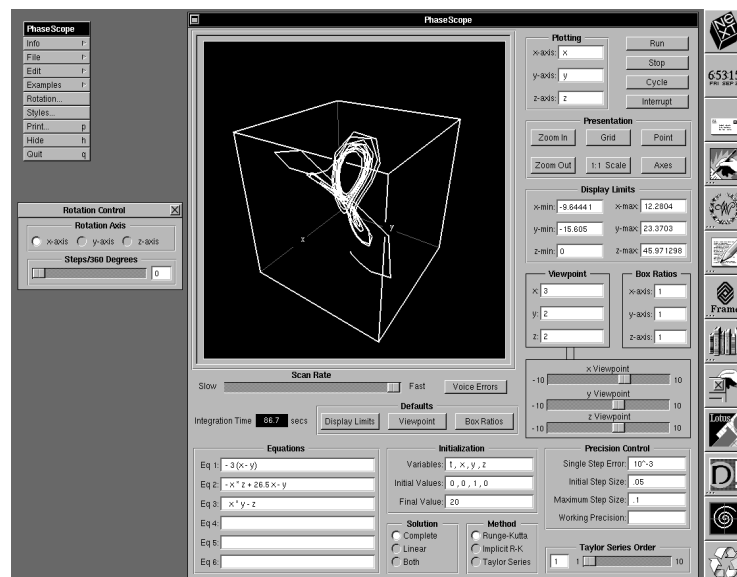 PhaseScope
Info
File
Edit
Examples
Rotation...
Styles...
Print... p
Hide h
Quit q
Rotation Control
Rotation Axis
x-axis y-axis z-axis
Steps/360 Degrees
0
PhaseScope
x
y
Plotting
x-axis: x
y-axis: y
z-axis: z
Run
Stop
Cycle
Interrupt
Presentation
Zoom In Grid Point
Zoom Out 1:1 Scale Axes
Display Limits
x-min: -9.64441 x-max: 12.2804
y-min: -15.605 y-max: 23.3703
z-min: 0 z-max: 45.971298
Viewpoint
x: 3
y: 2
z: 2
Box Ratios
x-axis: 1
y-axis: 1
z-axis: 1
x Viewpoint
-10 10
y Viewpoint
-10 10
z Viewpoint
-10 10
Scan Rate
Slow Fast Voice Errors
Integration Time 86.7 secs
Defaults
Display Limits Viewpoint Box Ratios
Equations
Eq 1: - 3 (x - y)
Eq 2: - x * z + 26.5 x - y
Eq 3: x * y - z
Eq 4:
Eq 5:
Eq 6:
Initialization
Variables: t , x , y , z
Initial Values: 0 , 0 , 1 , 0
Final Value: 20
Solution
Complete
Linear
Both
Method
Runge-Kutta
Implicit R-K
Taylor Series
Precision Control
Single Step Error: 10^-3
Initial Step Size: .05
Maximum Step Size: .1
Working Precision:
Taylor Series Order
1 1 10
NeXT
FRI SEP
Frame
Lotus
D